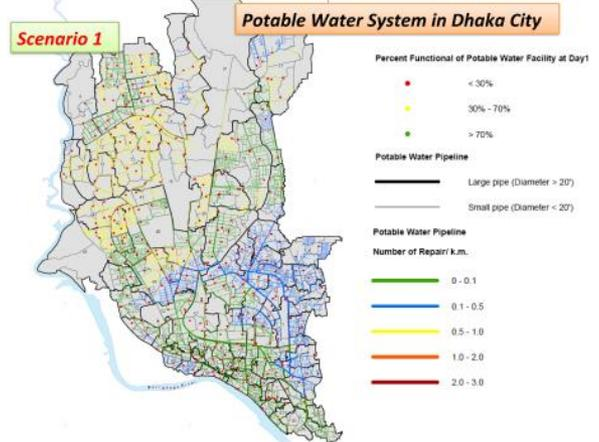 Potable Water System in Dhaka City
Scenario 1
Percent Functional of Potable Water Facility at Day1
< 30%
30% - 70%
> 70%
Potable Water Pipeline
Large pipe (Diameter > 20')
Small pipe (Diameter < 20')
Potable Water Pipeline
Number of Repair/ k.m.
0 - 0.1
0.1 - 0.5
0.5 - 1.0
1.0 - 2.0
2.0 - 3.0